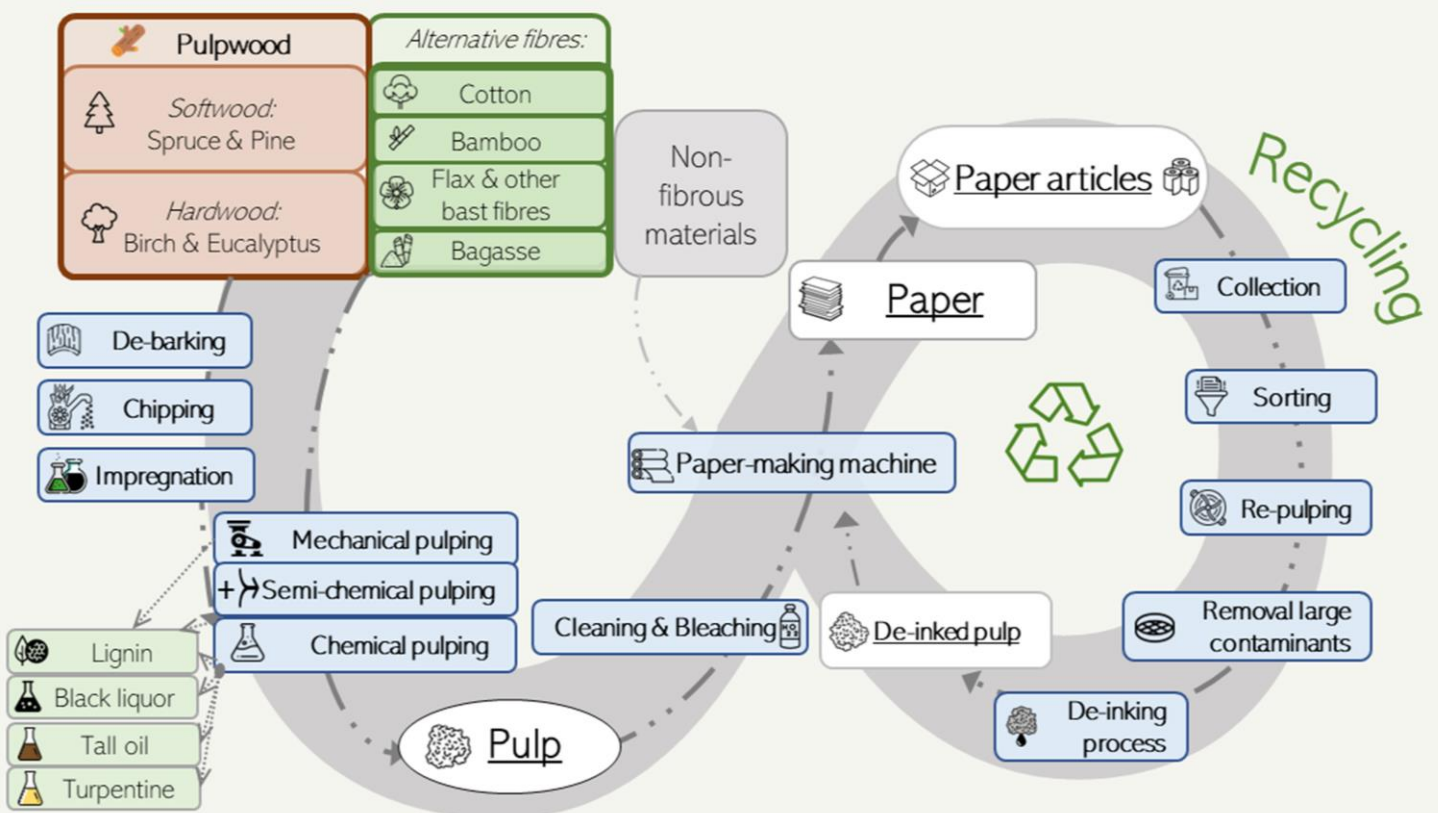 Pulpwood
Softwood:
Spruce & Pine
Hardwood:
Birch & Eucalyptus
Alternative fibres:
Cotton
Bamboo
Flax & other
bast fibres
Bagasse
Non-
fibrous
materials
De-barking
Chipping
Impregnation
Mechanical pulping
+ Semi-chemical pulping
Chemical pulping
Lignin
Black liquor
Tall oil
Turpentine
Pulp
Cleaning & Bleaching
Paper-making machine
Paper
Paper articles
Recycling
Collection
Sorting
Re-pulping
Removal large
contaminants
De-inking
process
De-inked pulp